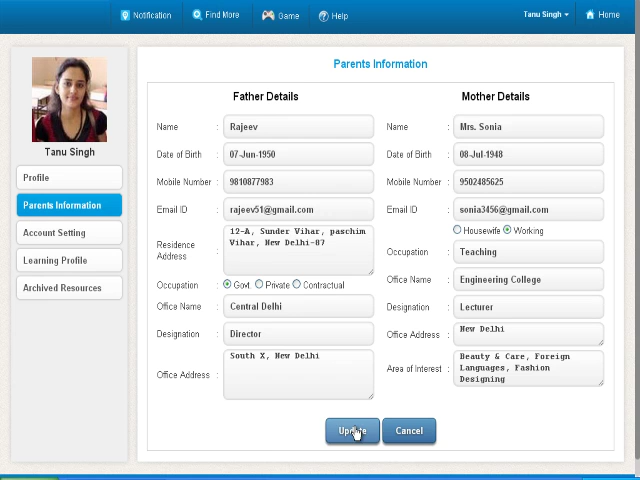 Notification Find More Game Help Tanu Singh Home
Parents Information
Tanu Singh
Profile
Parents Information
Account Setting
Learning Profile
Archived Resources
Father Details
Name : Rajeev
Date of Birth : 07-Jun-1950
Mobile Number : 9810877983
Email ID : rajeev51@gmail.com
Residence Address : 12-A, Sunder Vihar, paschim
Vihar, New Delhi-87
Occupation : Govt. Private Contractual
Office Name : Central Delhi
Designation : Director
Office Address : South X, New Delhi
Mother Details
Name : Mrs. Sonia
Date of Birth : 08-Jul-1948
Mobile Number : 9502485625
Email ID : sonia3456@gmail.com
Housewife Working
Occupation : Teaching
Office Name : Engineering College
Designation : Lecturer
Office Address : New Delhi
Area of Interest : Beauty & Care, Foreign
Languages, Fashion
Designing
Update Cancel